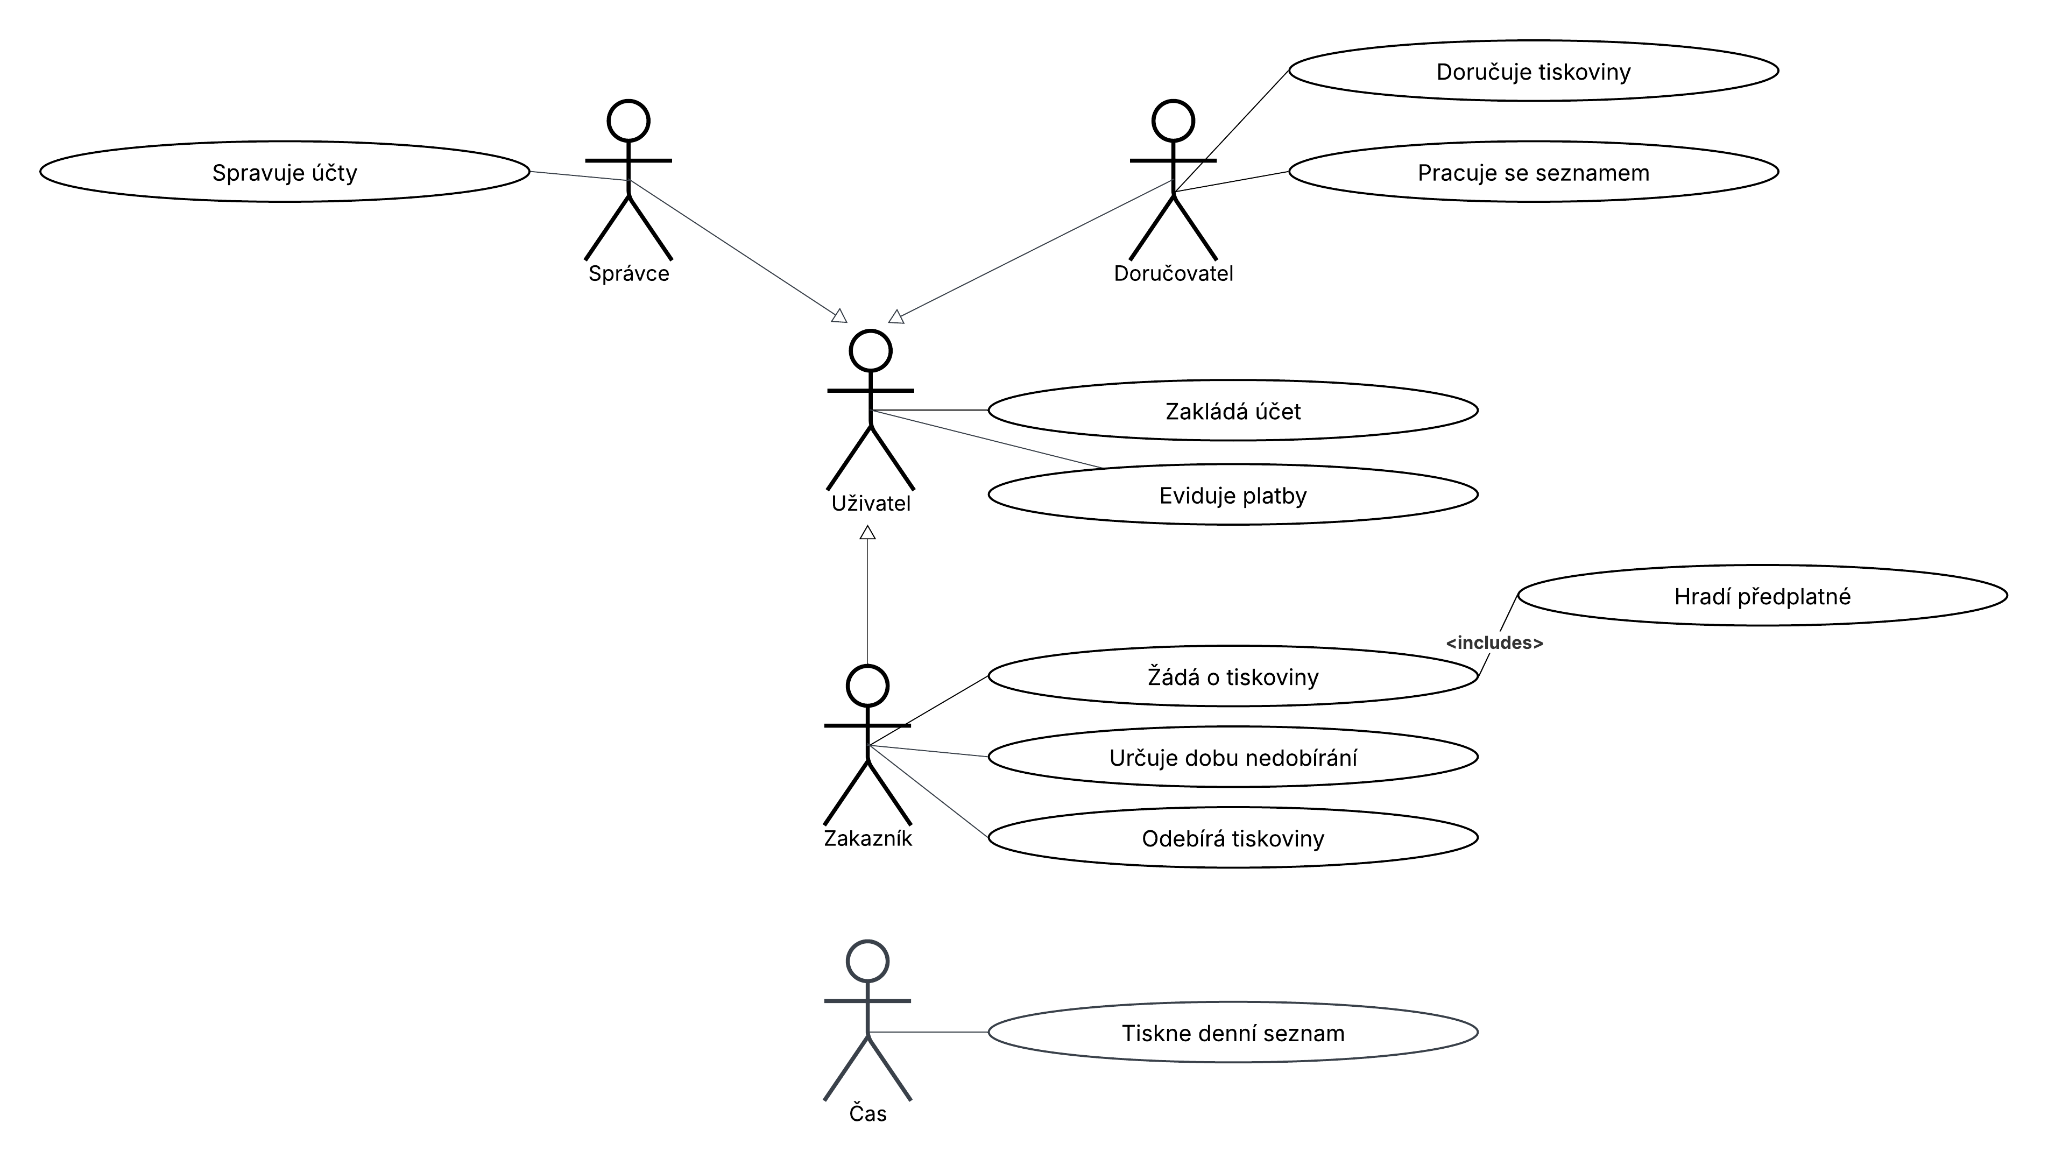 Doručuje tiskoviny
Spravuje účty
Pracuje se seznamem
Správce
Doručovatel
Zakládá účet
Eviduje platby
Uživatel
Hradí předplatné
<includes>
Žádá o tiskoviny
Určuje dobu nedobírání
Odebírá tiskoviny
Zakazník
Tiskne denní seznam
Čas